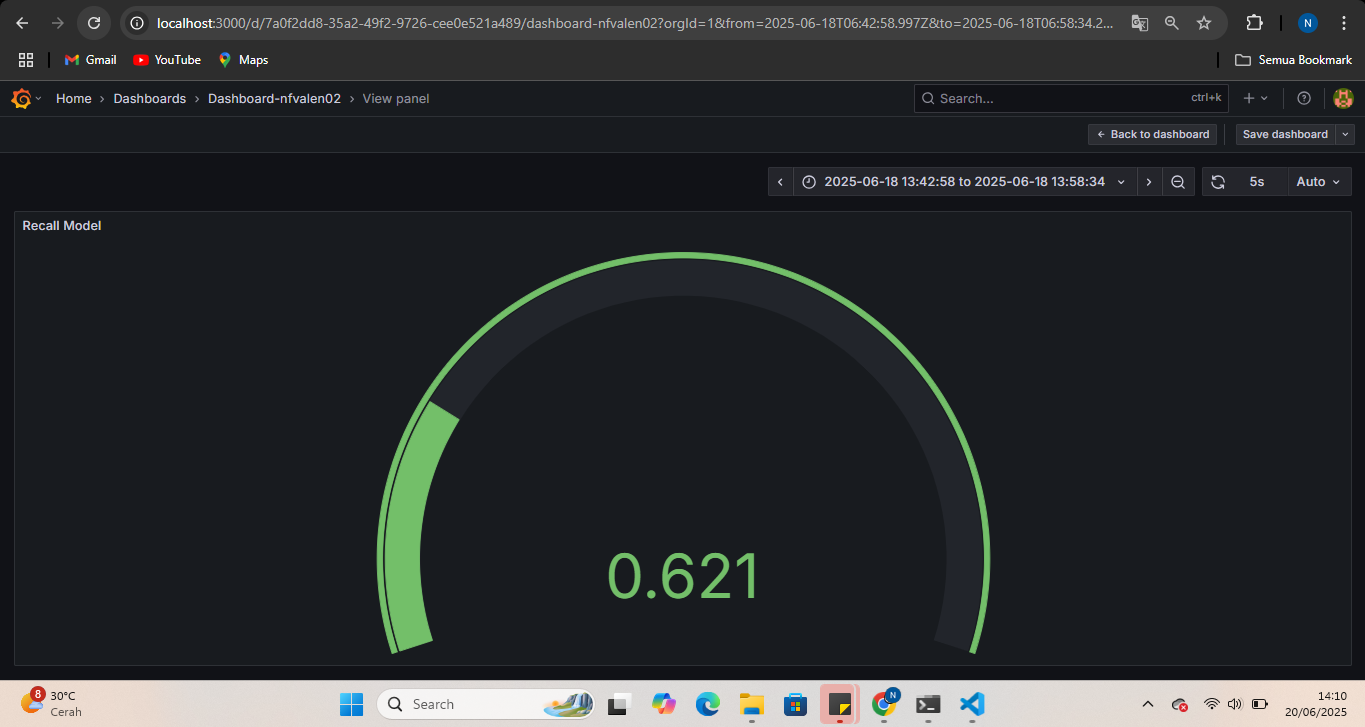 localhost:3000/d/7a0f2dd8-35a2-49f2-9726-cee0e521a489/dashboard-nfvalen02?orgId=1&from=2025-06-18T06:42:58.997Z&to=2025-06-18T06:58:34.2...
N
Gmail
YouTube
Maps
Semua Bookmark
Home › Dashboards › Dashboard-nfvalen02 › View panel
Search...
ctrl+k
Back to dashboard
Save dashboard
2025-06-18 13:42:58 to 2025-06-18 13:58:34
5s
Auto
Recall Model
0.621
8
30°C
Cerah
Search
N
14:10
20/06/2025